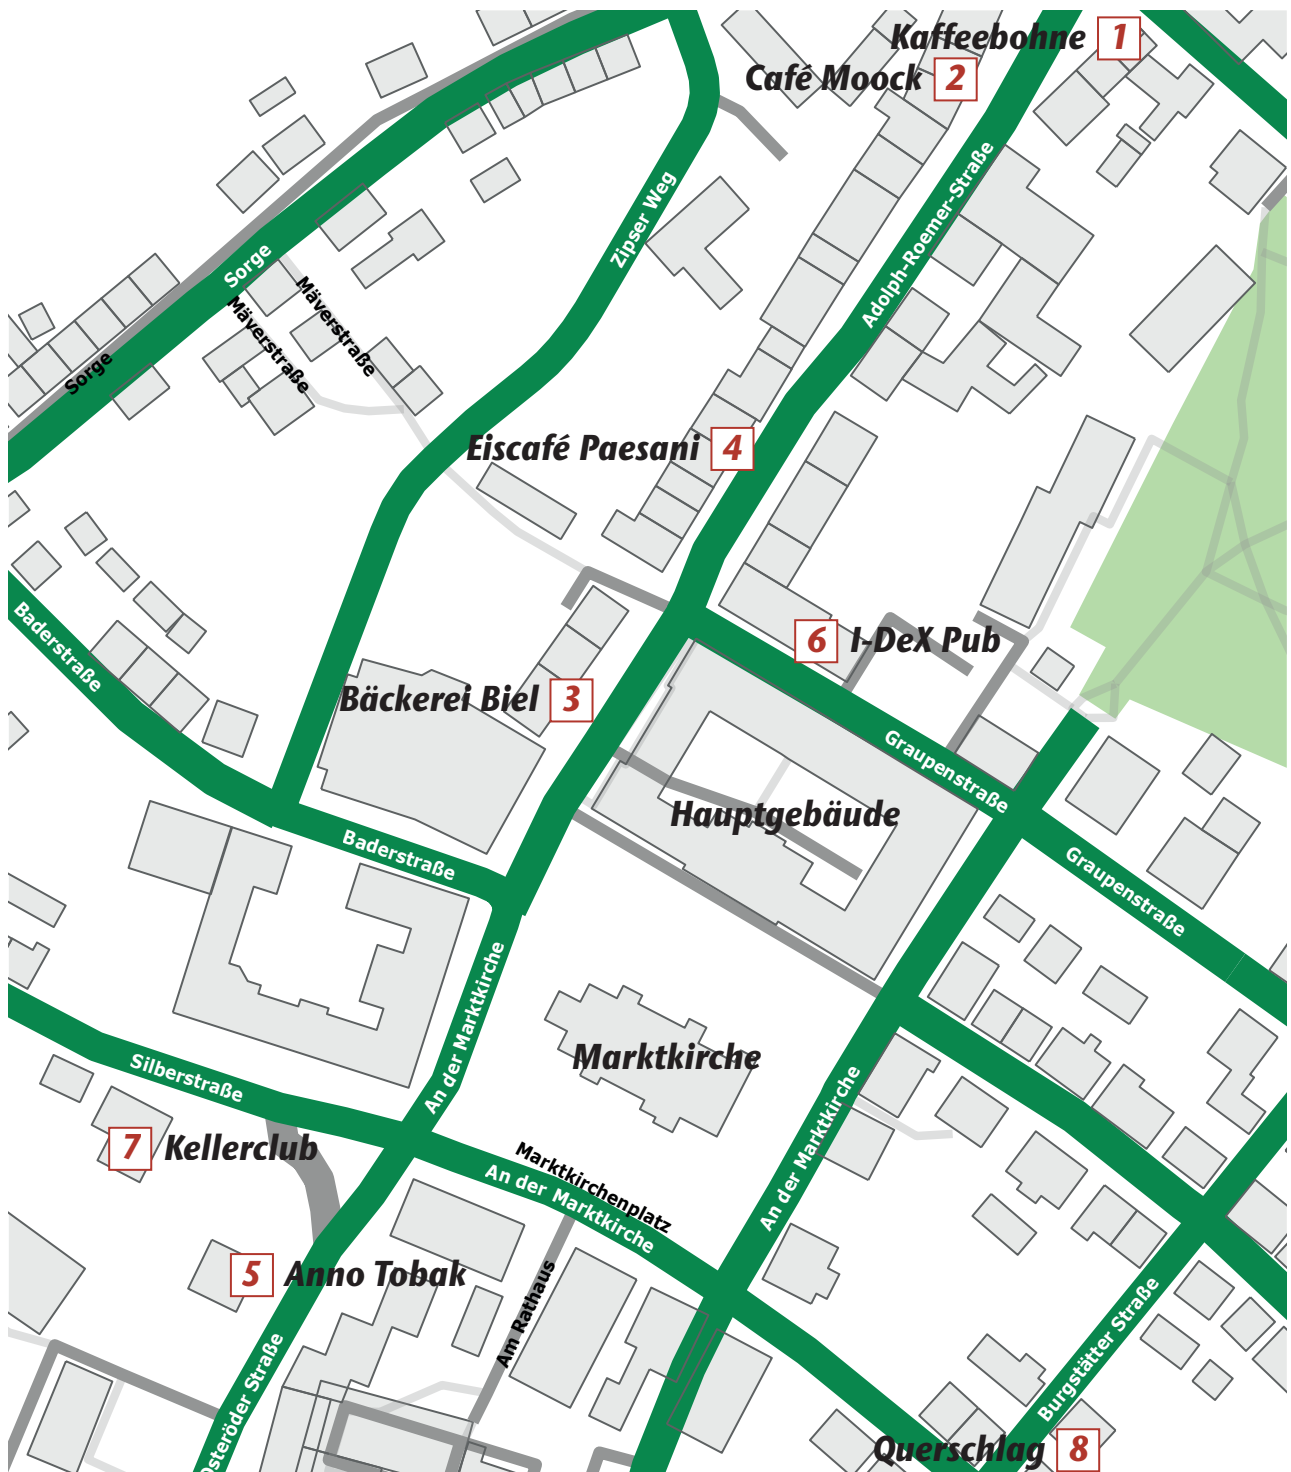 Kaffeebohne 1
Café Moock 2
Adolph-Roemer-Straße
Zipser Weg
Sorge
Mäverstraße
Mäverstraße
Sorge
Eiscafé Paesani 4
Baderstraße
6 I-DeX Pub
Bäckerei Biel 3
Graupenstraße
Hauptgebäude
Baderstraße
Graupenstraße
An der Marktkirche
Marktkirche
Silberstraße
An der Marktkirche
7 Kellerclub
Marktkirchenplatz
An der Marktkirche
5 Anno Tobak
Am Rathaus
Burgstätter Straße
Osteröder Straße
Querschlag 8